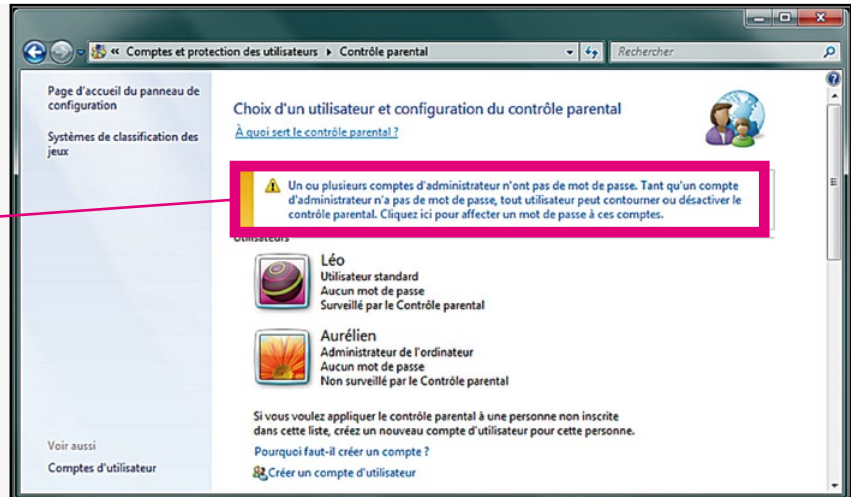 « Comptes et protection des utilisateurs ▸ Contrôle parental
Rechercher
Page d'accueil du panneau de
configuration
Systèmes de classification des
jeux
Choix d'un utilisateur et configuration du contrôle parental
À quoi sert le contrôle parental ?
Un ou plusieurs comptes d'administrateur n'ont pas de mot de passe. Tant qu'un compte
d'administrateur n'a pas de mot de passe, tout utilisateur peut contourner ou désactiver le
contrôle parental. Cliquez ici pour affecter un mot de passe à ces comptes.
Utilisateurs
Léo
Utilisateur standard
Aucun mot de passe
Surveillé par le Contrôle parental
Aurélien
Administrateur de l'ordinateur
Aucun mot de passe
Non surveillé par le Contrôle parental
Si vous voulez appliquer le contrôle parental à une personne non inscrite
dans cette liste, créez un nouveau compte d'utilisateur pour cette personne.
Pourquoi faut-il créer un compte ?
Créer un compte d'utilisateur
Voir aussi
Comptes d'utilisateur